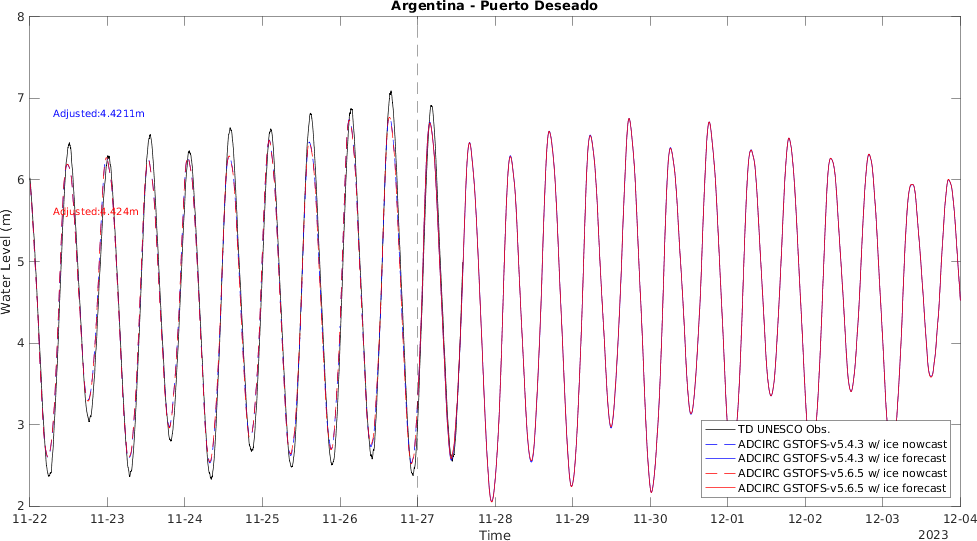 Argentina - Puerto Deseado
8
7
6
5
4
3
2
Water Level (m)
Adjusted:4.4211m
Adjusted:4.424m
TD UNESCO Obs.
ADCIRC GSTOFS-v5.4.3 w/ ice nowcast
ADCIRC GSTOFS-v5.4.3 w/ ice forecast
ADCIRC GSTOFS-v5.6.5 w/ ice nowcast
ADCIRC GSTOFS-v5.6.5 w/ ice forecast
11-22 11-23 11-24 11-25 11-26 11-27 11-28 11-29 11-30 12-01 12-02 12-03 12-04
Time
2023